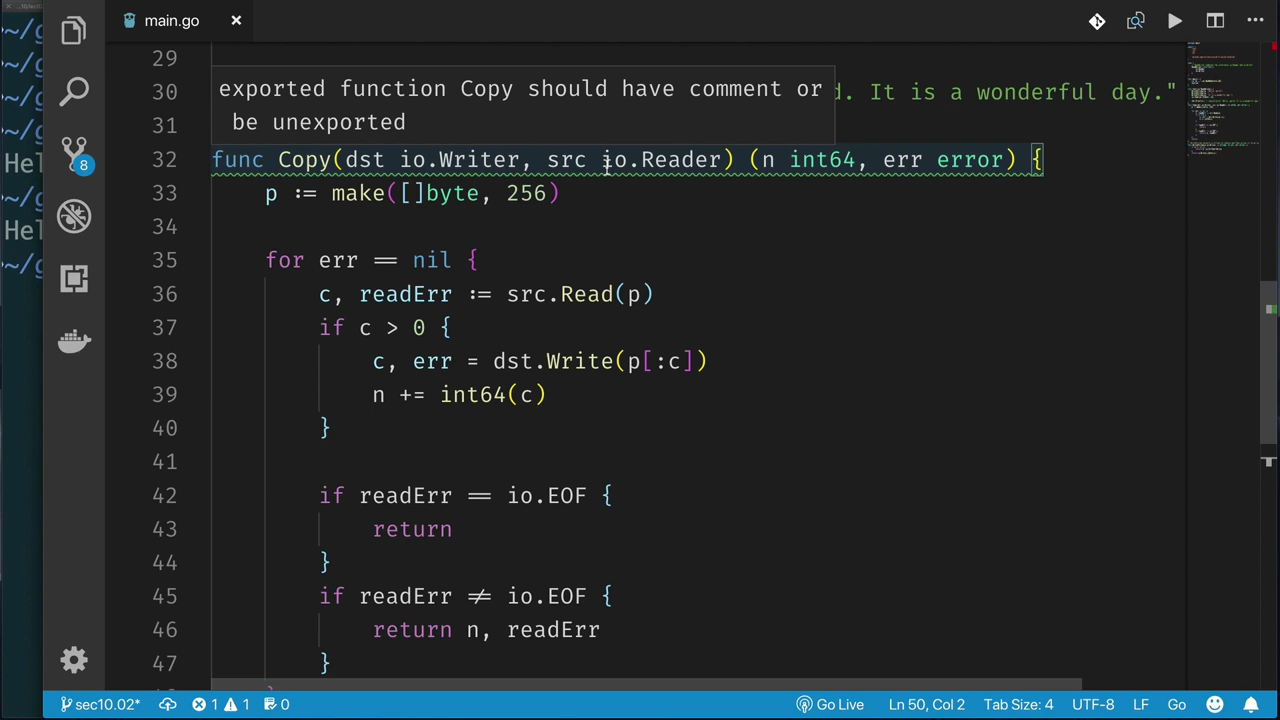 main.go
~/g
~/g
~/g
~/g
Hel
~/g
Hel
~/g
8
29
exported function Copy should have comment or
be unexported
30 d. It is a wonderful day."
31
32 func Copy(dst io.Writer, src io.Reader) (n int64, err error) {
33 p := make([]byte, 256)
34
35 for err == nil {
36 c, readErr := src.Read(p)
37 if c > 0 {
38 c, err = dst.Write(p[:c])
39 n += int64(c)
40 }
41
42 if readErr == io.EOF {
43 return
44 }
45 if readErr ≠ io.EOF {
46 return n, readErr
47 }
sec10.02* 1 1 0 Go Live Ln 50, Col 2 Tab Size: 4 UTF-8 LF Go